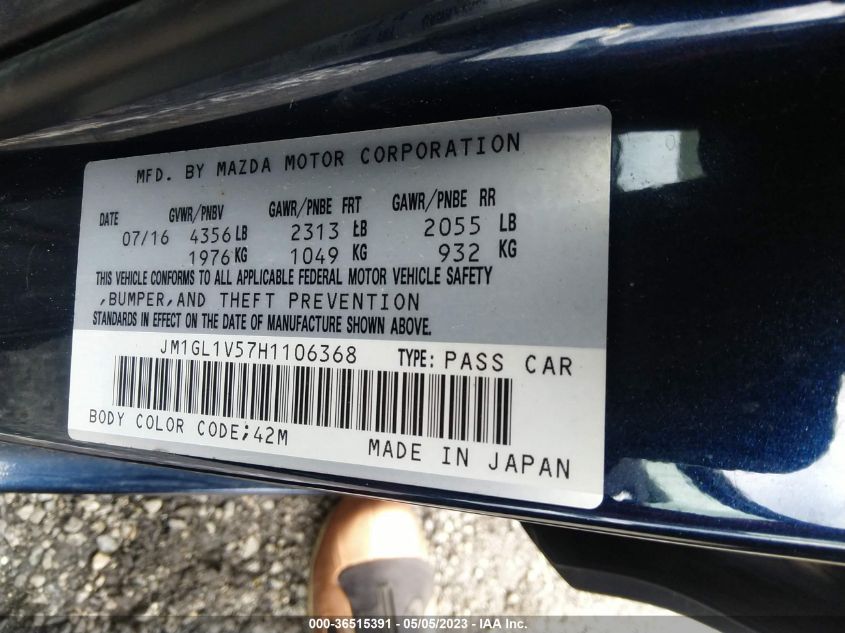 MFD. BY MAZDA MOTOR CORPORATION
DATE GVWR/PNBV GAWR/PNBE FRT GAWR/PNBE RR
07/16 4356 LB 2313 LB 2055 LB
1976 KG 1049 KG 932 KG
THIS VEHICLE CONFORMS TO ALL APPLICABLE FEDERAL MOTOR VEHICLE SAFETY
,BUMPER,AND THEFT PREVENTION
STANDARDS IN EFFECT ON THE DATE OF MANUFACTURE SHOWN ABOVE.
JM1GL1V57H1106368 TYPE: PASS CAR
BODY COLOR CODE;42M
MADE IN JAPAN
000-36515391 - 05/05/2023 - IAA Inc.